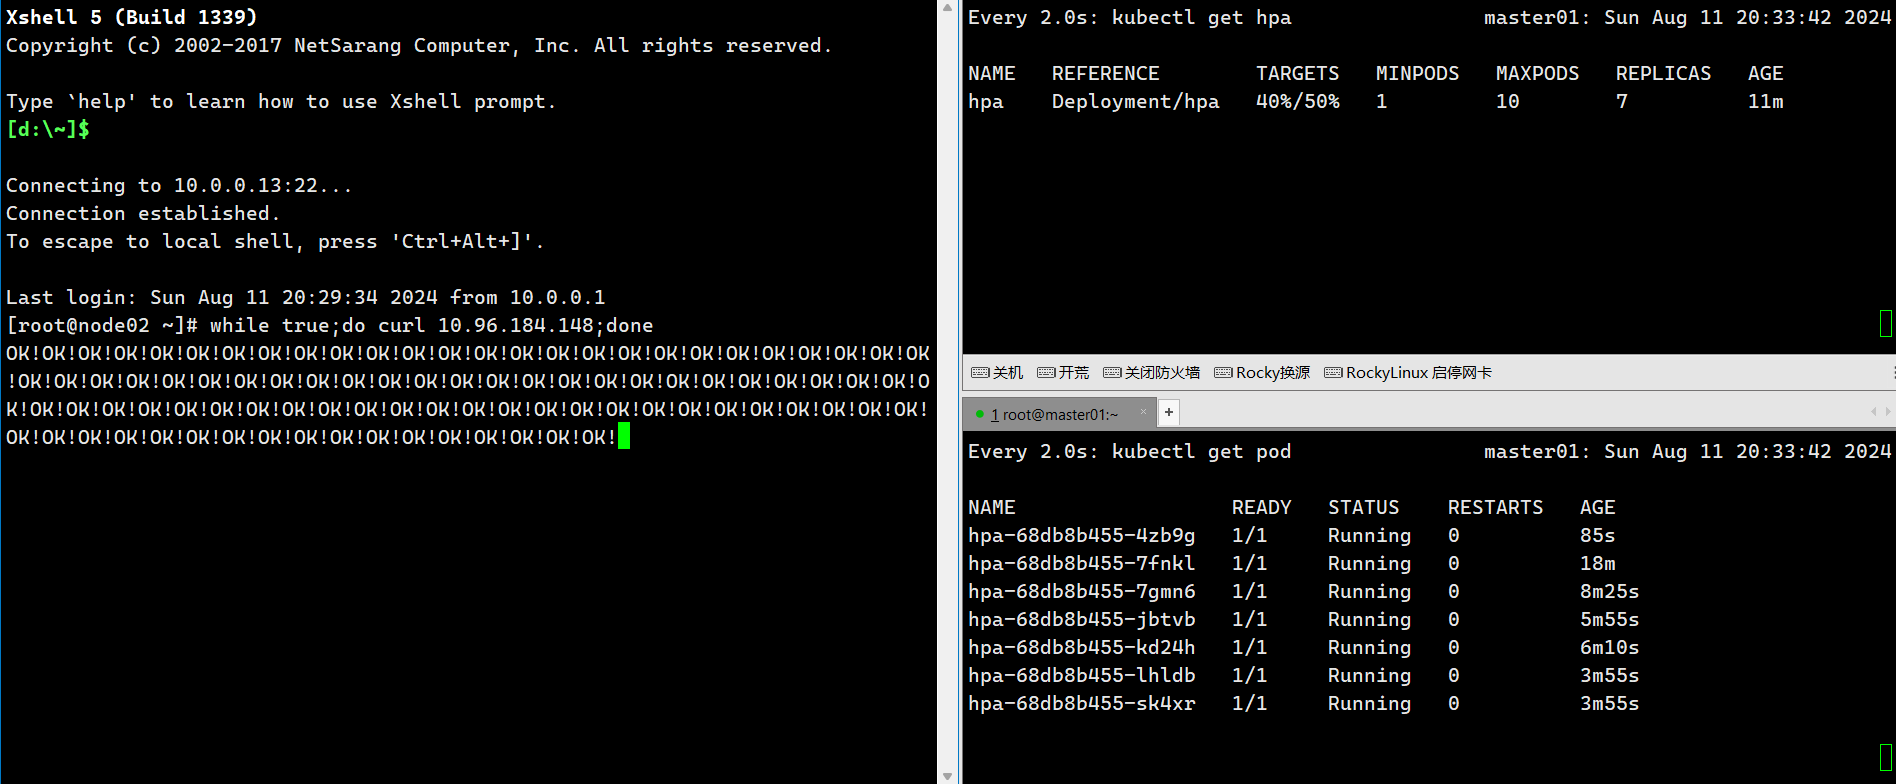 Xshell 5 (Build 1339)
Copyright (c) 2002-2017 NetSarang Computer, Inc. All rights reserved.
Type `help' to learn how to use Xshell prompt.
[d:\~]$
Connecting to 10.0.0.13:22...
Connection established.
To escape to local shell, press 'Ctrl+Alt+]'.
Last login: Sun Aug 11 20:29:34 2024 from 10.0.0.1
[root@node02 ~]# while true;do curl 10.96.184.148;done
OK!OK!OK!OK!OK!OK!OK!OK!OK!OK!OK!OK!OK!OK!OK!OK!OK!OK!OK!OK!OK!OK!OK!OK!OK!OK
!OK!OK!OK!OK!OK!OK!OK!OK!OK!OK!OK!OK!OK!OK!OK!OK!OK!OK!OK!OK!OK!OK!OK!OK!OK!O
K!OK!OK!OK!OK!OK!OK!OK!OK!OK!OK!OK!OK!OK!OK!OK!OK!OK!OK!OK!OK!OK!OK!OK!OK!OK!
OK!OK!OK!OK!OK!OK!OK!OK!OK!OK!OK!OK!OK!OK!OK!OK!OK!
Every 2.0s: kubectl get hpa master01: Sun Aug 11 20:33:42 2024
NAME REFERENCE TARGETS MINPODS MAXPODS REPLICAS AGE
hpa Deployment/hpa 40%/50% 1 10 7 11m
关机 开荒 关闭防火墙 Rocky换源 RockyLinux 启停网卡
1 root@master01:~ × +
Every 2.0s: kubectl get pod master01: Sun Aug 11 20:33:42 2024
NAME READY STATUS RESTARTS AGE
hpa-68db8b455-4zb9g 1/1 Running 0 85s
hpa-68db8b455-7fnkl 1/1 Running 0 18m
hpa-68db8b455-7gmn6 1/1 Running 0 8m25s
hpa-68db8b455-jbtvb 1/1 Running 0 5m55s
hpa-68db8b455-kd24h 1/1 Running 0 6m10s
hpa-68db8b455-lhldb 1/1 Running 0 3m55s
hpa-68db8b455-sk4xr 1/1 Running 0 3m55s